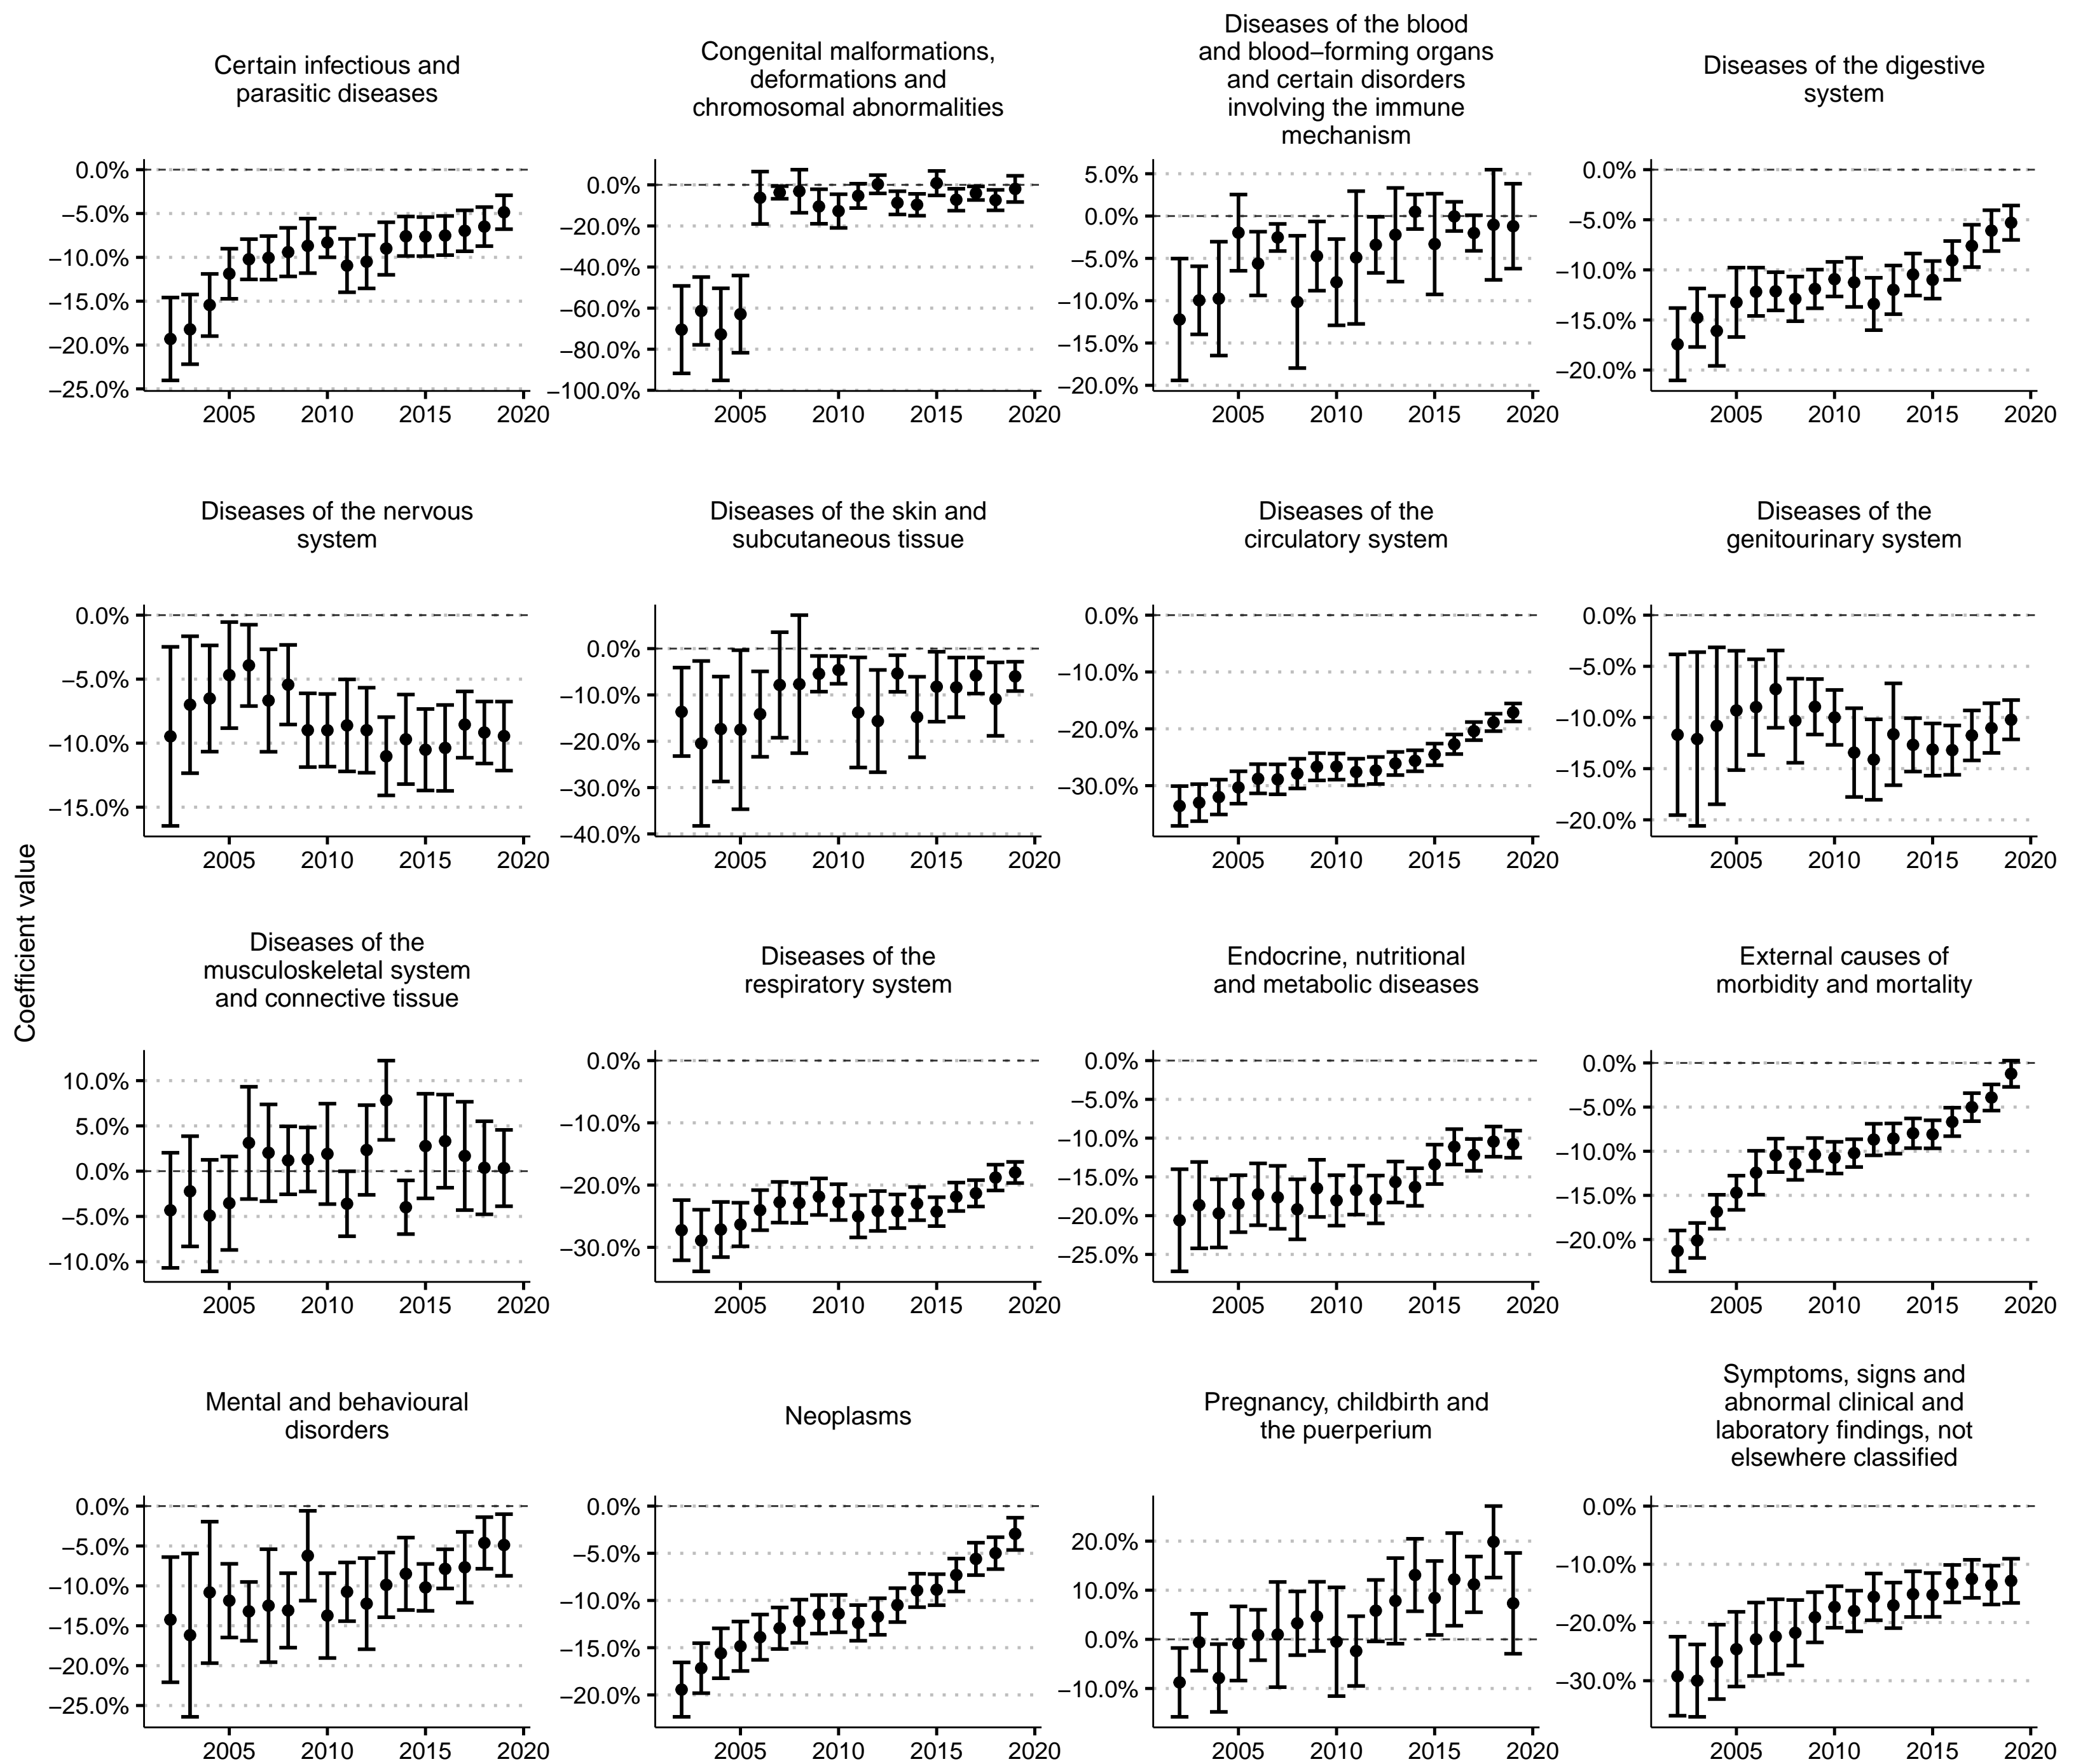 Coefficient value
Certain infectious and
parasitic diseases
0.0%
−5.0%
−10.0%
−15.0%
−20.0%
−25.0%
2005 2010 2015 2020
Congenital malformations,
deformations and
chromosomal abnormalities
0.0%
−20.0%
−40.0%
−60.0%
−80.0%
−100.0%
2005 2010 2015 2020
Diseases of the blood
and blood−forming organs
and certain disorders
involving the immune
mechanism
5.0%
0.0%
−5.0%
−10.0%
−15.0%
−20.0%
2005 2010 2015 2020
Diseases of the digestive
system
0.0%
−5.0%
−10.0%
−15.0%
−20.0%
2005 2010 2015 2020
Diseases of the nervous
system
0.0%
−5.0%
−10.0%
−15.0%
2005 2010 2015 2020
Diseases of the skin and
subcutaneous tissue
0.0%
−10.0%
−20.0%
−30.0%
−40.0%
2005 2010 2015 2020
Diseases of the
circulatory system
0.0%
−10.0%
−20.0%
−30.0%
2005 2010 2015 2020
Diseases of the
genitourinary system
0.0%
−5.0%
−10.0%
−15.0%
−20.0%
2005 2010 2015 2020
Diseases of the
musculoskeletal system
and connective tissue
10.0%
5.0%
0.0%
−5.0%
−10.0%
2005 2010 2015 2020
Diseases of the
respiratory system
0.0%
−10.0%
−20.0%
−30.0%
2005 2010 2015 2020
Endocrine, nutritional
and metabolic diseases
0.0%
−5.0%
−10.0%
−15.0%
−20.0%
−25.0%
2005 2010 2015 2020
External causes of
morbidity and mortality
0.0%
−5.0%
−10.0%
−15.0%
−20.0%
2005 2010 2015 2020
Mental and behavioural
disorders
0.0%
−5.0%
−10.0%
−15.0%
−20.0%
−25.0%
2005 2010 2015 2020
Neoplasms
0.0%
−5.0%
−10.0%
−15.0%
−20.0%
2005 2010 2015 2020
Pregnancy, childbirth and
the puerperium
20.0%
10.0%
0.0%
−10.0%
2005 2010 2015 2020
Symptoms, signs and
abnormal clinical and
laboratory findings, not
elsewhere classified
0.0%
−10.0%
−20.0%
−30.0%
2005 2010 2015 2020